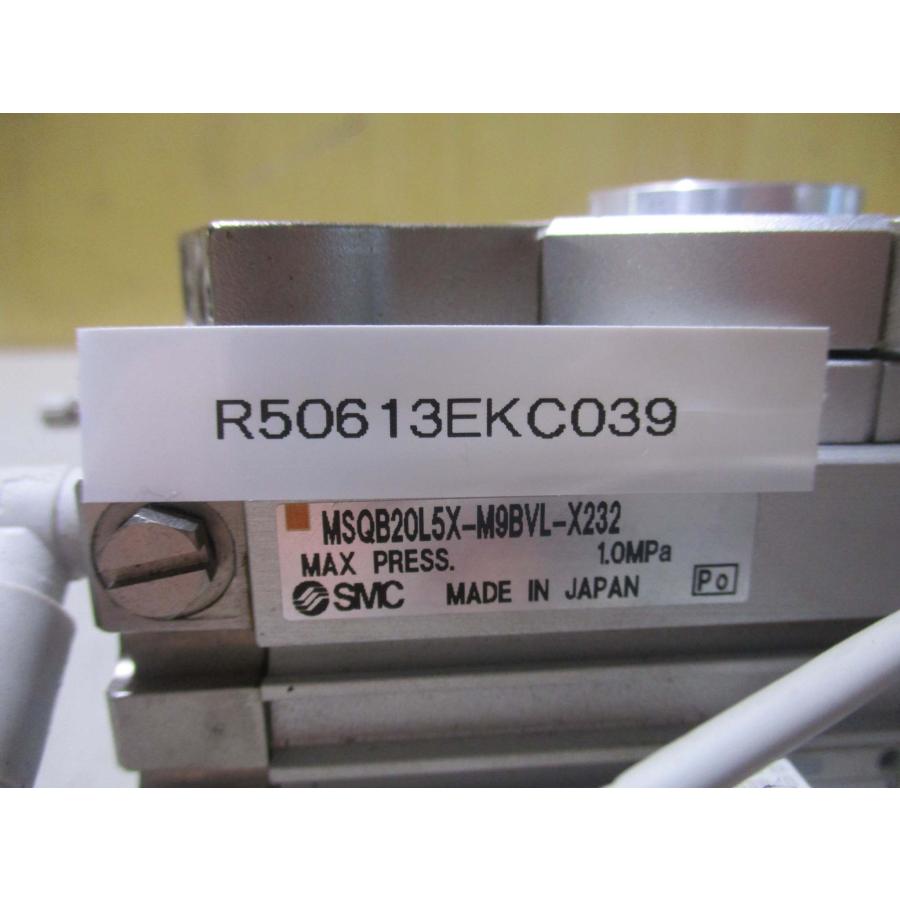 R50613EKC039
MSQB20L5X-M9BVL-X232
MAX PRESS. 1.0MPa
SMC MADE IN JAPAN Po